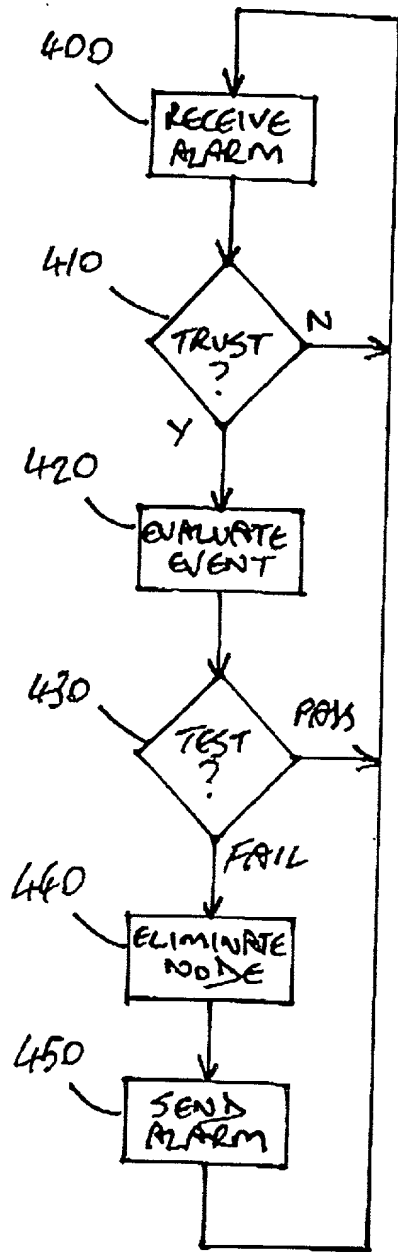 400
RECEIVE
ALARM
410
TRUST
?
N
Y
420
EVALUATE
EVENT
430
TEST
?
PASS
FAIL
440
ELIMINATE
NODE
450
SEND
ALARM